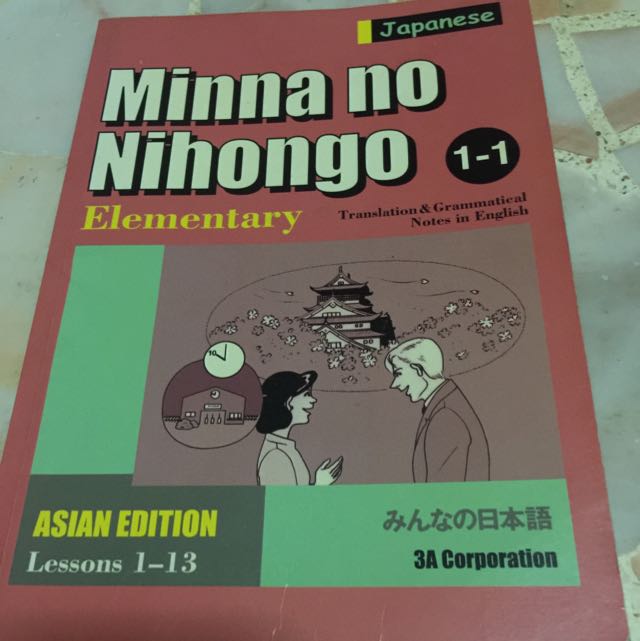 Japanese
Minna no
Nihongo
1-1
Elementary
Translation & Grammatical
Notes in English
10
ASIAN EDITION
Lessons 1–13
みんなの日本語
3A Corporation